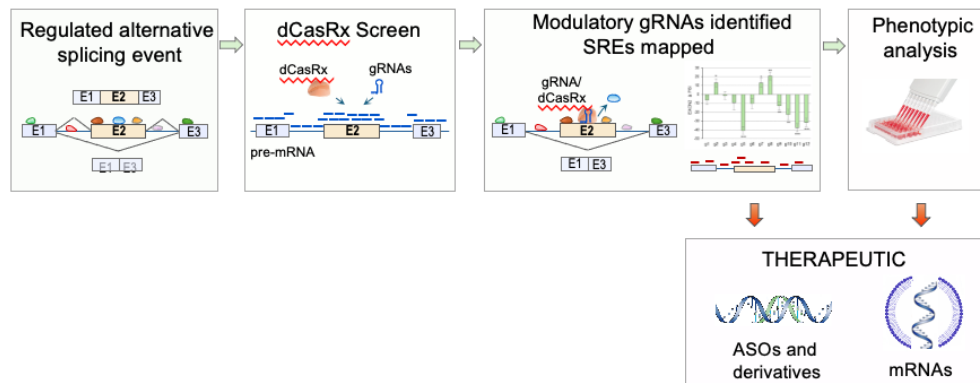 Regulated alternative
splicing event
E1 E2 E3
E1 E2 E3
E1 E3
dCasRx Screen
dCasRx gRNAs
E1 E2 E3
pre-mRNA
Modulatory gRNAs identified
SREs mapped
gRNA/
dCasRx
E1 E2 E3
E1 E3
Phenotypic
analysis
THERAPEUTIC
ASOs and
derivatives
mRNAs